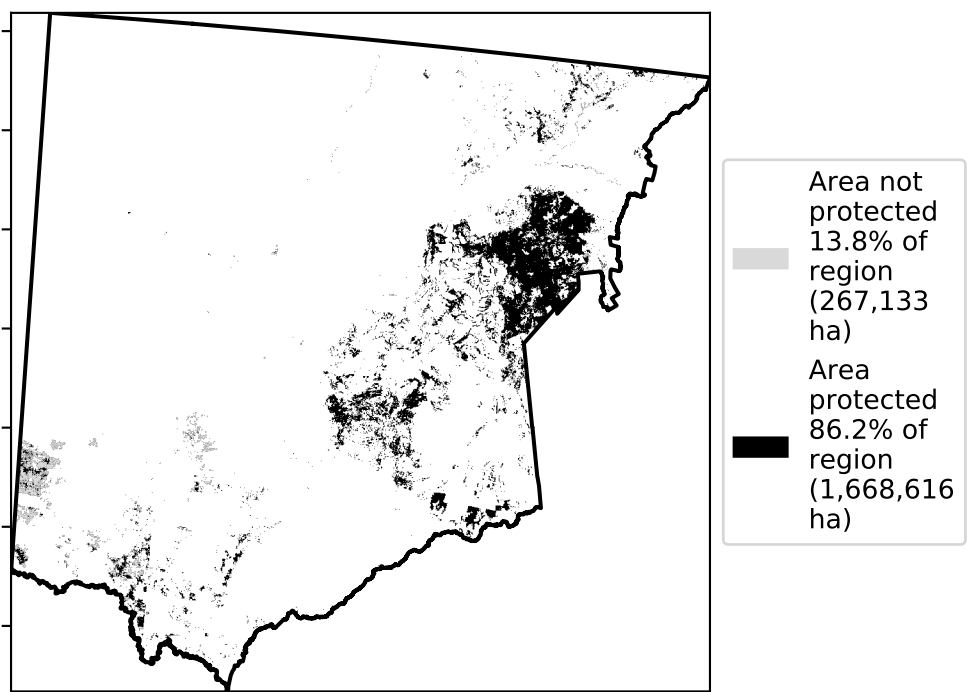 Area not
protected
13.8% of
region
(267,133
ha)
Area
protected
86.2% of
region
(1,668,616
ha)